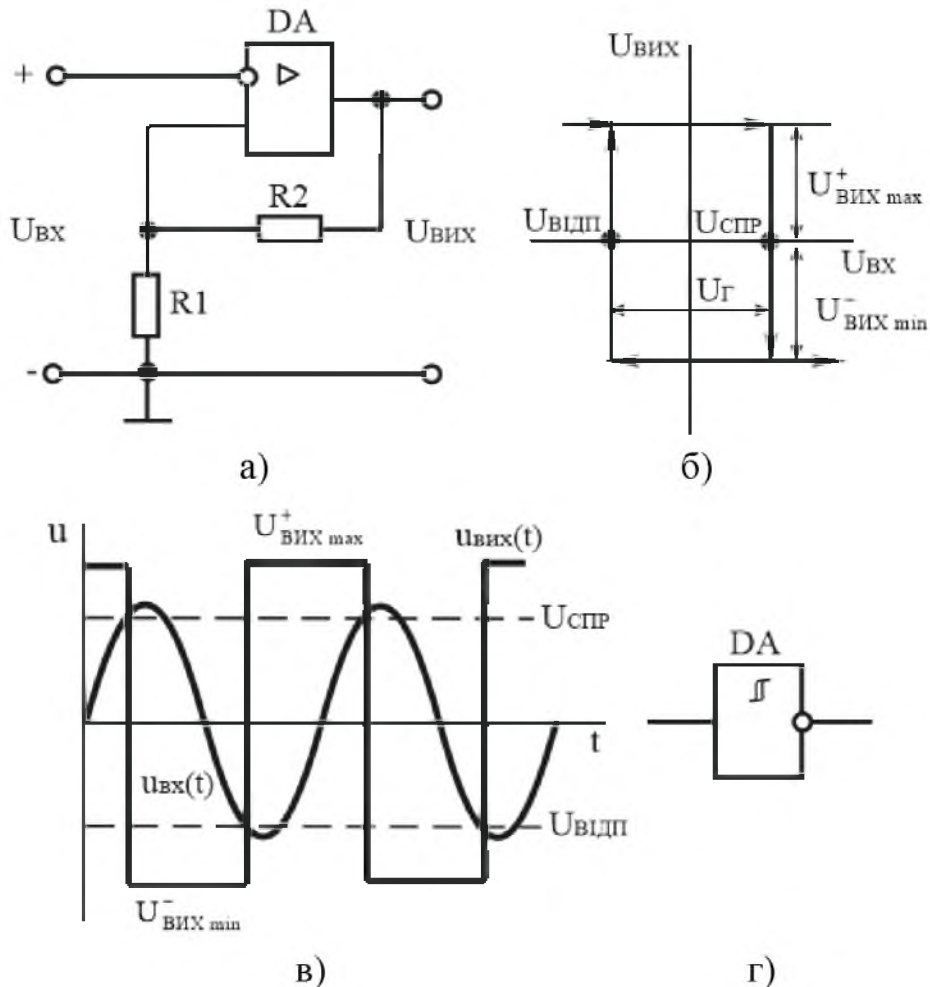 DA
+
R2
UВХ
UВИХ
R1
-
а)
UВИХ
U⁺ВИХ max
UВІДП
UСПР
UВХ
UГ
U⁻ВИХ min
б)
u
U⁺ВИХ max
uвих(t)
UСПР
t
uвх(t)
UВІДП
U⁻ВИХ min
в)
DA
г)